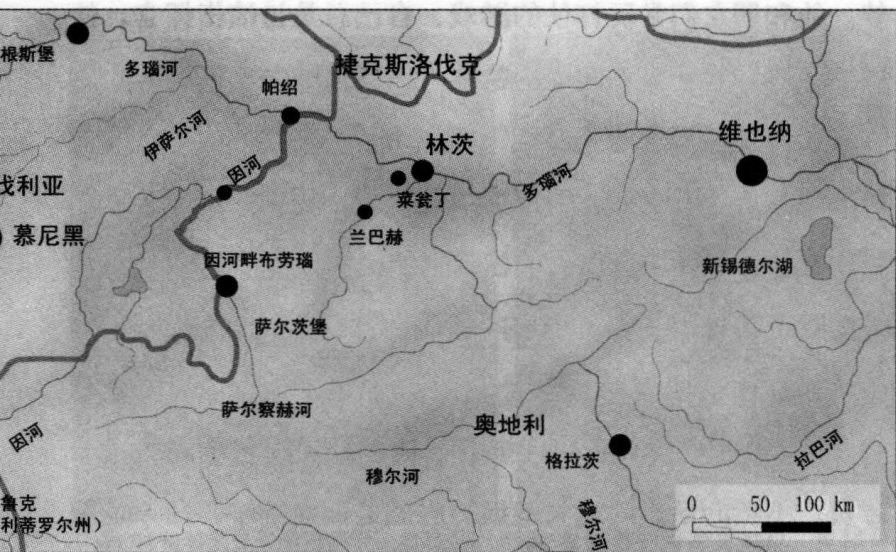 根斯堡
多瑙河
捷克斯洛伐克
帕绍
伊萨尔河
因河
林茨
维也纳
伐利亚
菜瓮丁
多瑙河
慕尼黑
兰巴赫
因河畔布劳瑙
新锡德尔湖
萨尔茨堡
萨尔察赫河
奥地利
因河
格拉茨
拉巴河
穆尔河
鲁克
利蒂罗尔州）
穆尔河
0 50 100 km